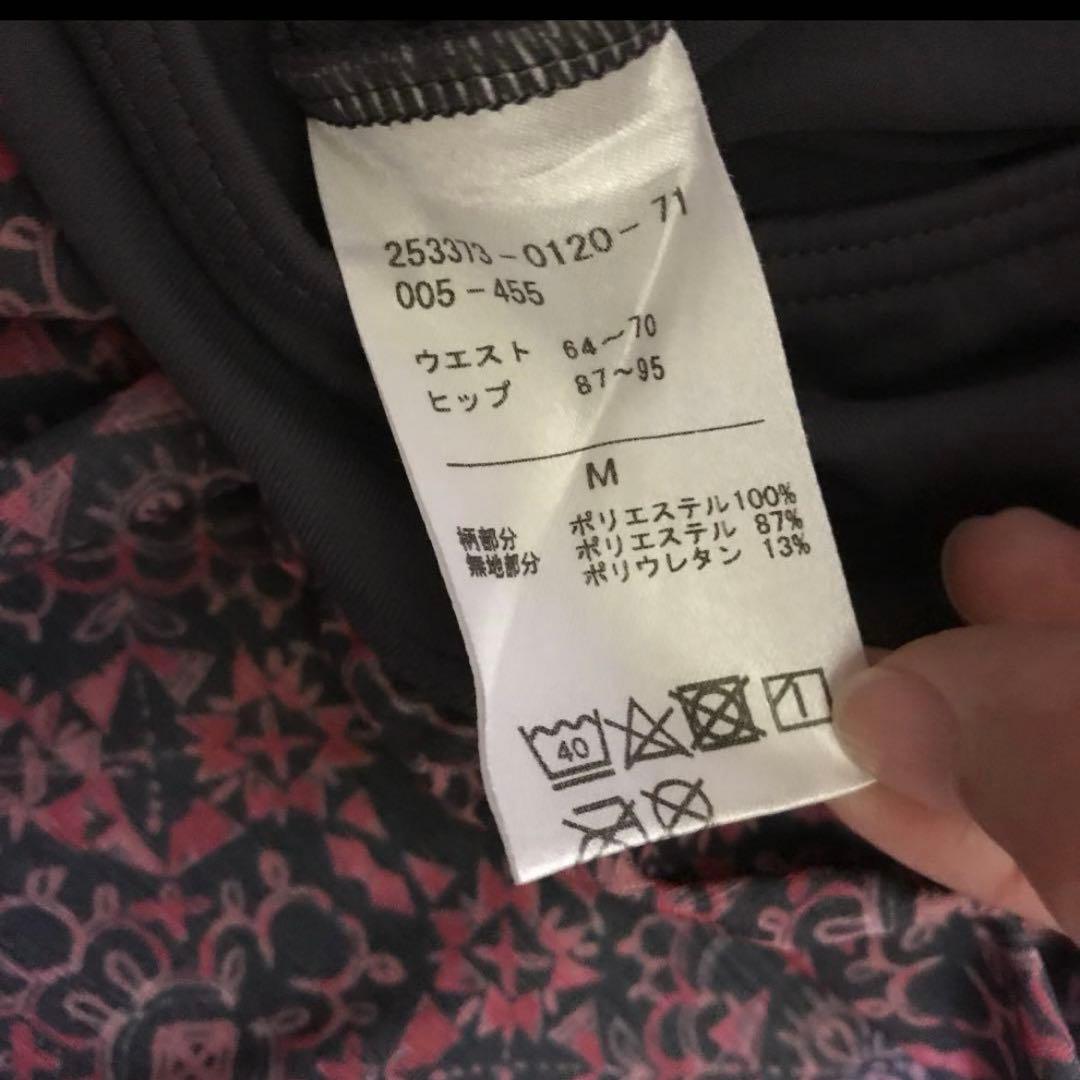 253373-0120-71
005-455
ウエスト 64~70
ヒップ 87~95
M
柄部分 ポリエステル100%
無地部分 ポリエステル 87%
ポリウレタン 13%
40